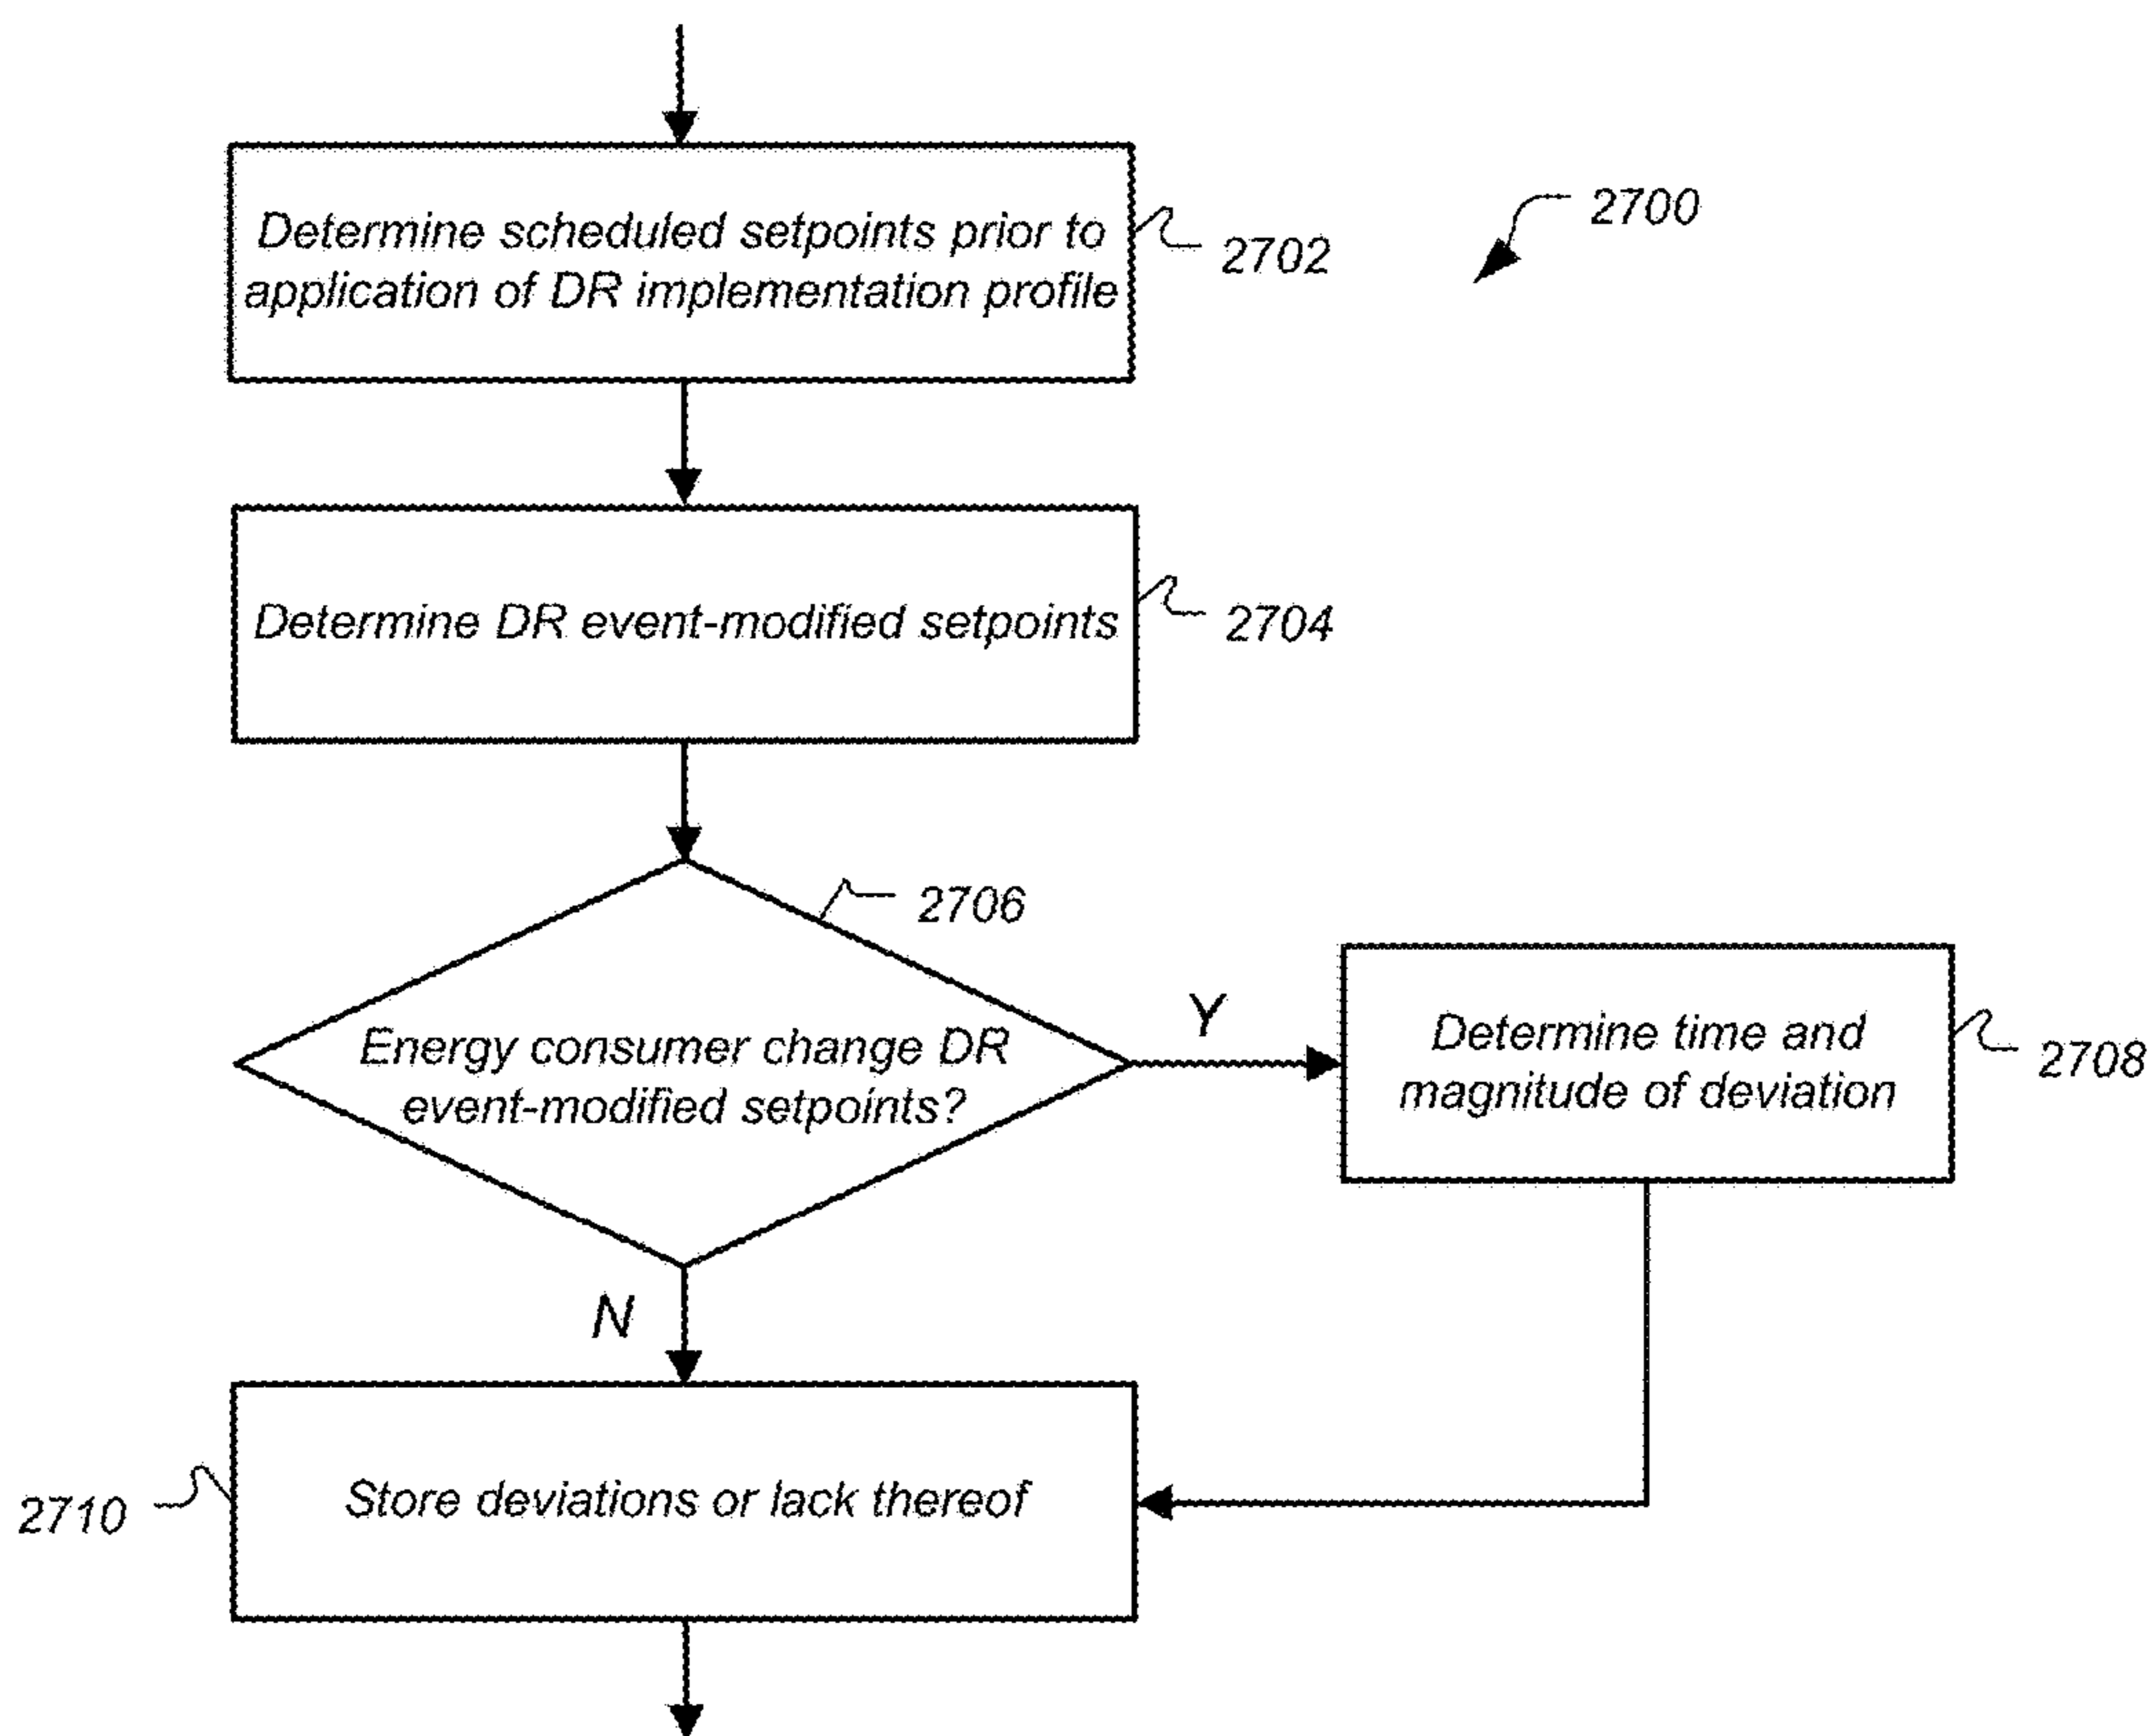 Determine scheduled setpoints prior to
application of DR implementation profile
2702
2700
Determine DR event-modified setpoints
2704
2706
Energy consumer change DR
event-modified setpoints?
Y
N
Determine time and
magnitude of deviation
2708
Store deviations or lack thereof
2710